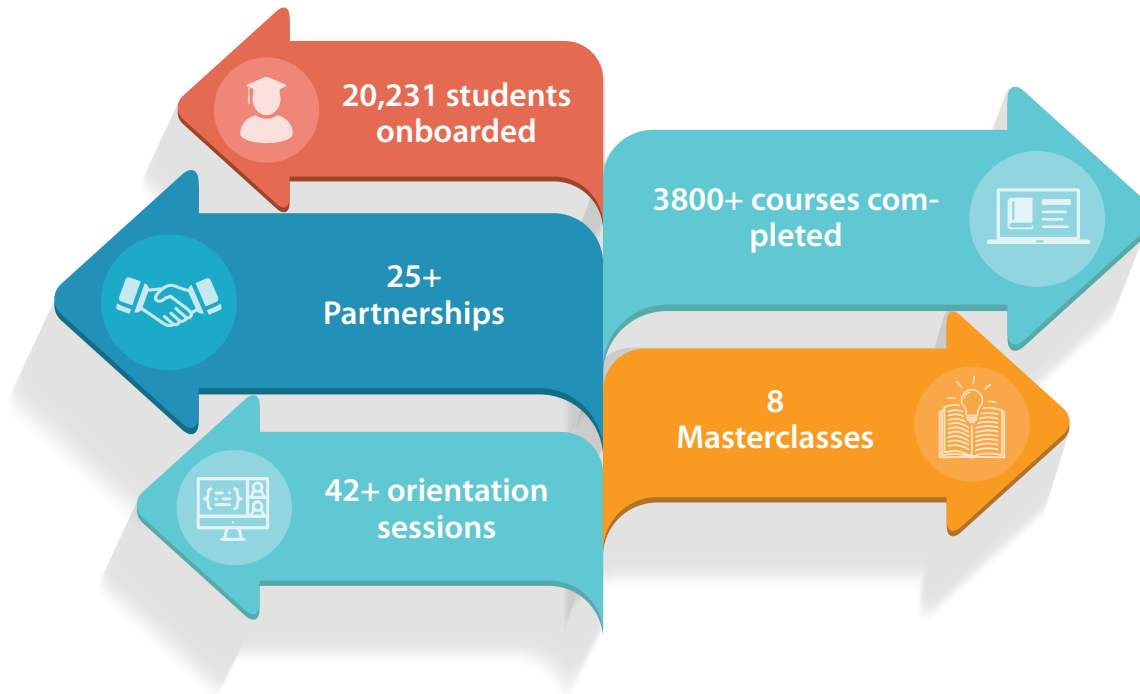 20,231 students
onboarded
3800+ courses com-
pleted
25+
Partnerships
8
Masterclasses
42+ orientation
sessions